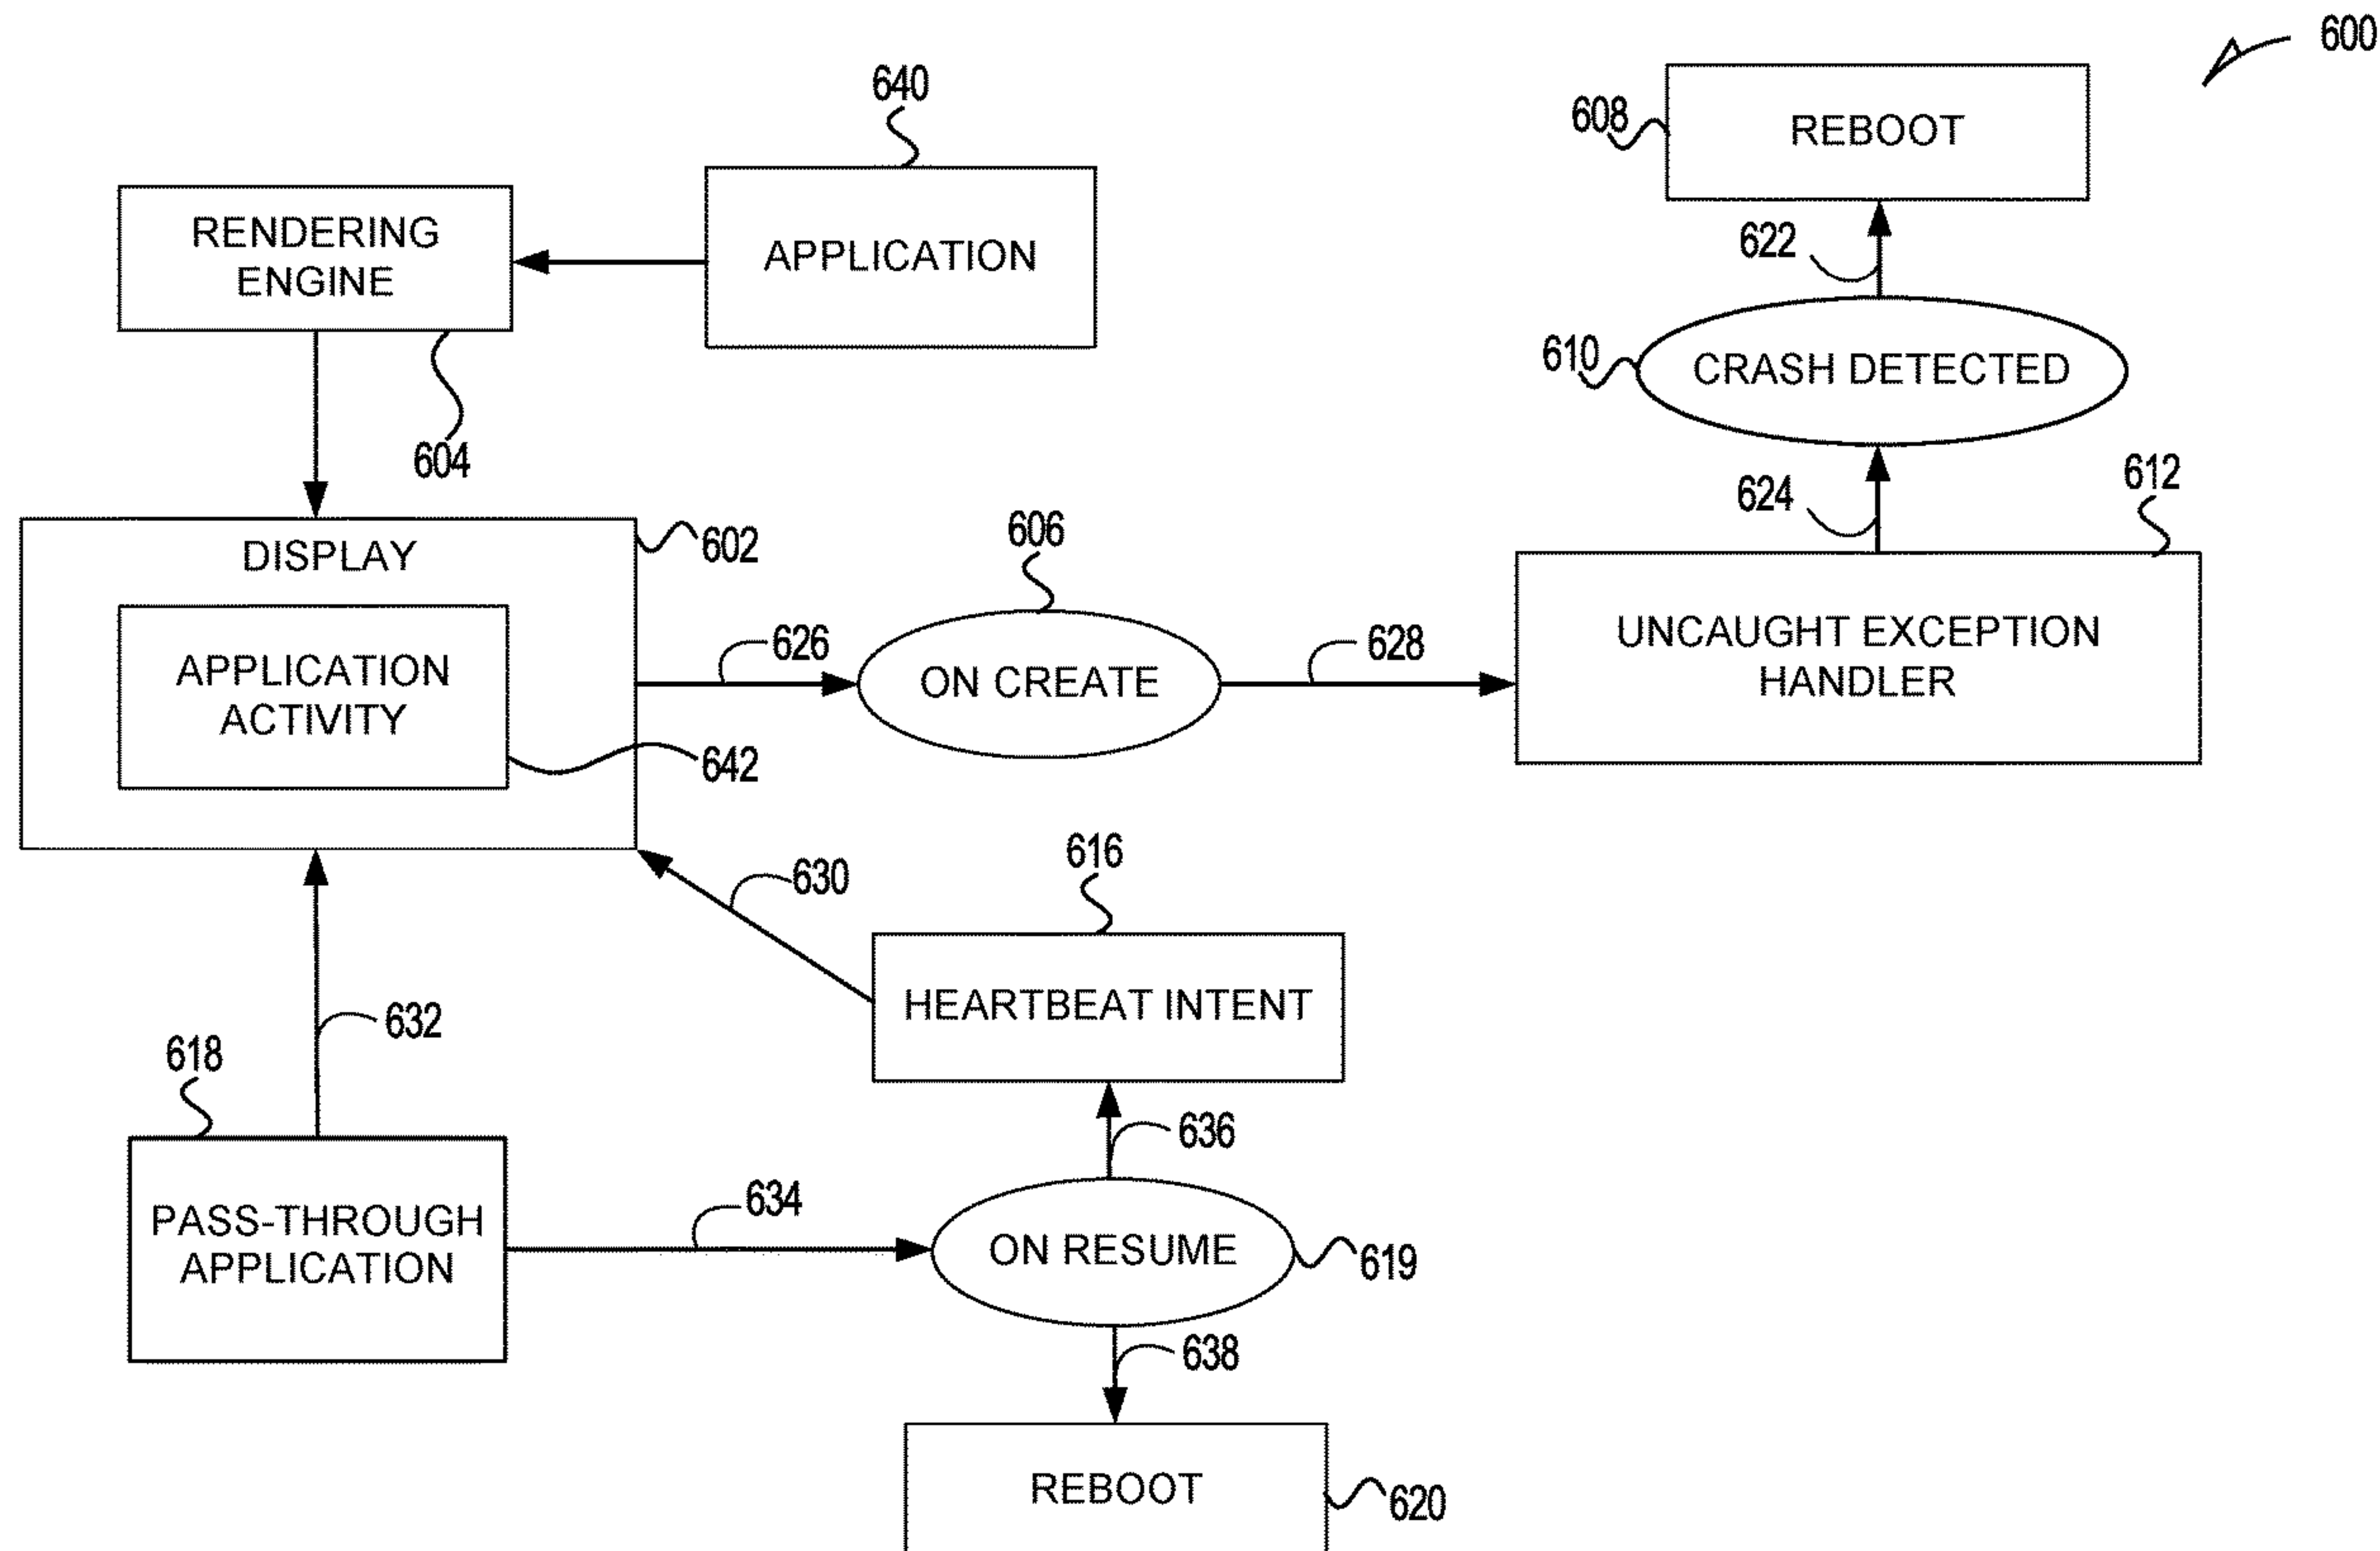 600
640
608
REBOOT
RENDERING
ENGINE
APPLICATION
622
610
CRASH DETECTED
604
624
612
602
DISPLAY
606
626
628
APPLICATION
ACTIVITY
ON CREATE
UNCAUGHT EXCEPTION
HANDLER
642
616
630
HEARTBEAT INTENT
632
618
636
634
PASS-THROUGH
APPLICATION
ON RESUME
619
638
REBOOT
620